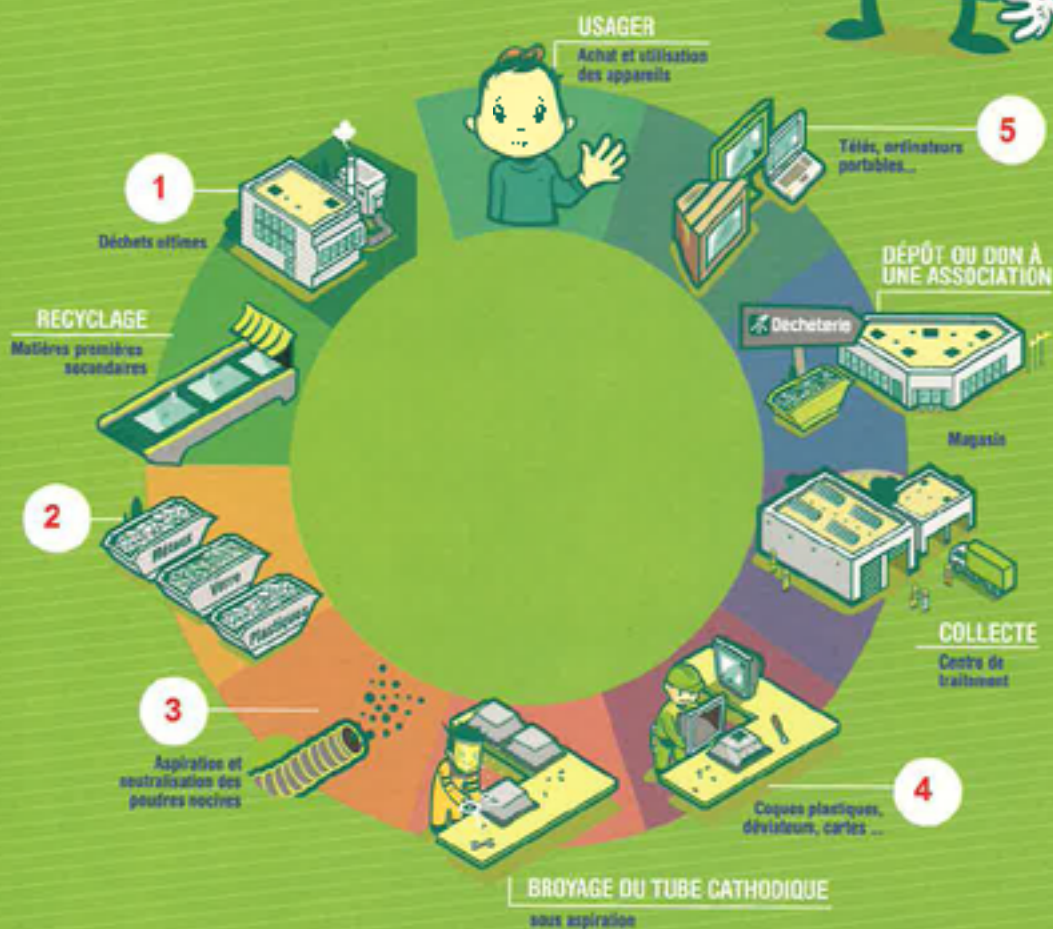 USAGER
Achat et utilisation
des appareils
5
Télés, ordinateurs
portables...
DÉPÔT OU DON À
UNE ASSOCIATION
Déchèterie
Magasin
COLLECTE
Centre de
traitement
4
Coques plastiques,
déviateurs, cartes ...
BROYAGE DU TUBE CATHODIQUE
sous aspiration
3
Aspiration et
neutralisation des
poudres nocives
2
Métaux
Verre
Plastiques
RECYCLAGE
Matières premières
secondaires
1
Déchets ultimes